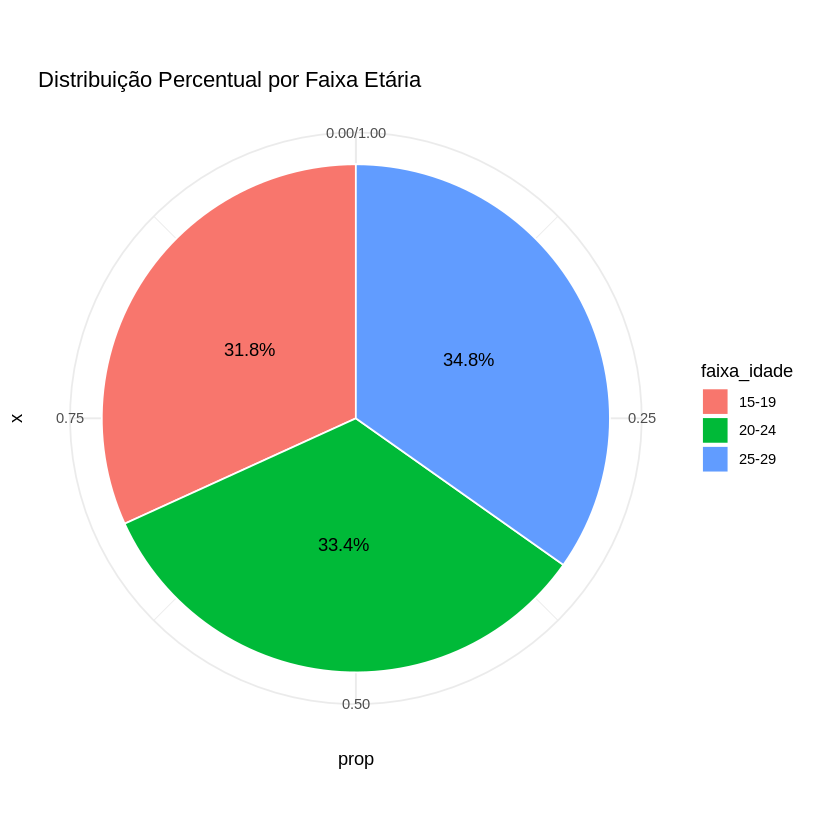 Distribuição Percentual por Faixa Etária
0.00/1.00
31.8%
34.8%
faixa_idade
15-19
20-24
25-29
x
0.75
0.25
33.4%
0.50
prop